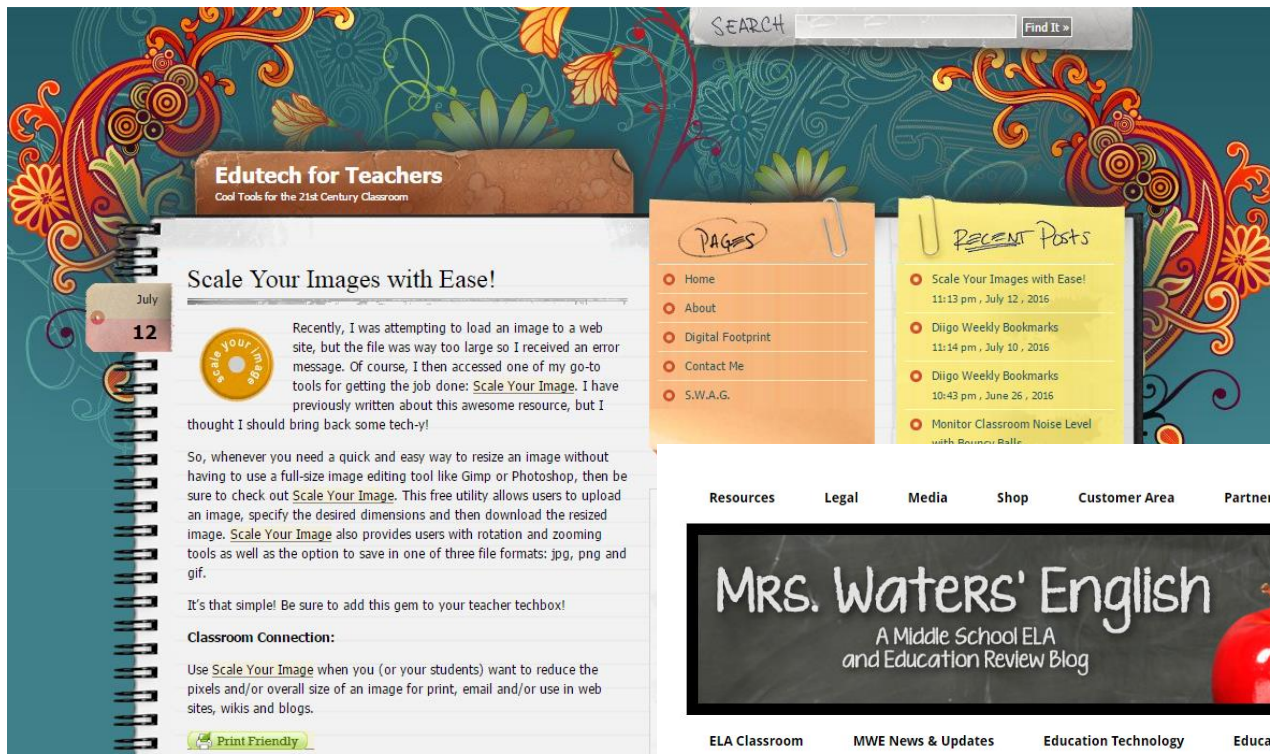 SEARCH
Find It »
Edutech for Teachers
Cool Tools for the 21st Century Classroom
July
12
Scale Your Images with Ease!
scale your image
Recently, I was attempting to load an image to a web
site, but the file was way too large so I received an error
message. Of course, I then accessed one of my go-to
tools for getting the job done: Scale Your Image. I have
previously written about this awesome resource, but I
thought I should bring back some tech-y!
So, whenever you need a quick and easy way to resize an image without
having to use a full-size image editing tool like Gimp or Photoshop, then be
sure to check out Scale Your Image. This free utility allows users to upload
an image, specify the desired dimensions and then download the resized
image. Scale Your Image also provides users with rotation and zooming
tools as well as the option to save in one of three file formats: jpg, png and
gif.
It's that simple! Be sure to add this gem to your teacher techbox!
Classroom Connection:
Use Scale Your Image when you (or your students) want to reduce the
pixels and/or overall size of an image for print, email and/or use in web
sites, wikis and blogs.
Print Friendly
PAGES
Home
About
Digital Footprint
Contact Me
S.W.A.G.
RECENT POSTS
Scale Your Images with Ease!
11:13 pm , July 12 , 2016
Diigo Weekly Bookmarks
11:14 pm , July 10 , 2016
Diigo Weekly Bookmarks
10:43 pm , June 26 , 2016
Monitor Classroom Noise Level
with Bouncy Balls
Resources Legal Media Shop Customer Area Partner
Mrs. Waters' English
A Middle School ELA
and Education Review Blog
ELA Classroom MWE News & Updates Education Technology Educa